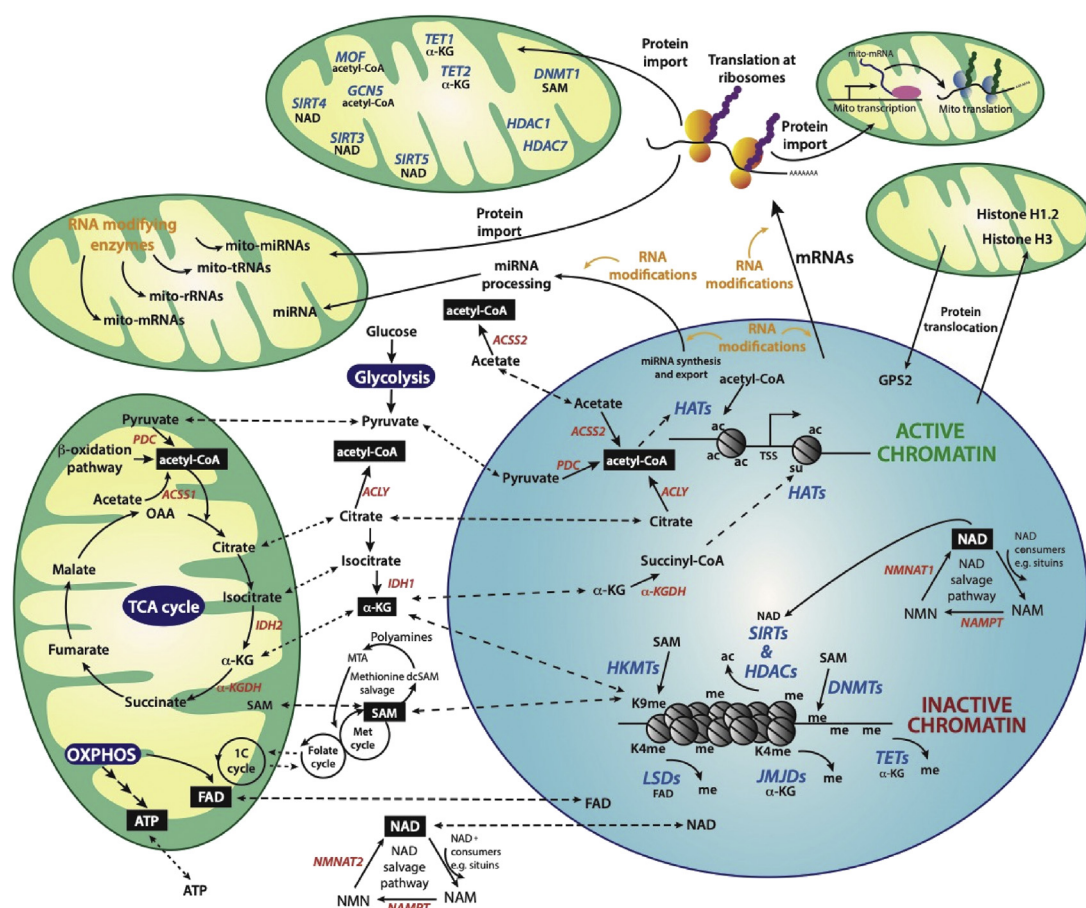 MOF
acetyl-CoA
TET1
α-KG
TET2
α-KG
GCN5
acetyl-CoA
DNMT1
SAM
SIRT4
NAD
SIRT3
NAD
SIRT5
NAD
HDAC1
HDAC7
Protein
import
Translation at
ribosomes
Protein
import
AAAAAAA
mito-mRNA
Mito transcription
Mito translation
Histone H1.2
Histone H3
Protein
translocation
RNA modifying
enzymes
mito-miRNAs
mito-tRNAs
mito-rRNAs
mito-mRNAs
miRNA
Protein
import
miRNA
processing
RNA
modifications
RNA
modifications
mRNAs
RNA
modifications
miRNA synthesis
and export
GPS2
acetyl-CoA
ACSS2
Acetate
Glucose
Glycolysis
Pyruvate
acetyl-CoA
ACLY
Citrate
Isocitrate
IDH1
α-KG
Pyruvate
PDC
β-oxidation
pathway
acetyl-CoA
Acetate
ACSS1
OAA
Citrate
Malate
Isocitrate
TCA cycle
IDH2
Fumarate
α-KG
α-KGDH
Succinate
SAM
OXPHOS
1C
cycle
FAD
ATP
ATP
Polyamines
MTA
Methionine dcSAM
salvage
SAM
Met
cycle
Folate
cycle
NAD
NAD+
consumers
e.g. situins
NMNAT2
NAD
salvage
pathway
NMN
NAMPT
NAM
acetyl-CoA
HATs
Acetate
ACSS2
PDC
acetyl-CoA
Pyruvate
ACLY
Citrate
ac
ac
ac
TSS
ac
su
HATs
ACTIVE
CHROMATIN
Succinyl-CoA
α-KG
α-KGDH
NAD
NAD
consumers
e.g. situins
NMNAT1
NAD
salvage
pathway
NMN
NAMPT
NAM
NAD
SIRTs
&
HDACs
SAM
HKMTs
ac
SAM
DNMTs
K9me
me
me
me
me
me
INACTIVE
CHROMATIN
K4me
me
K4me
LSDs
FAD
me
JMJDs
α-KG
me
TETs
α-KG
me
FAD
NAD